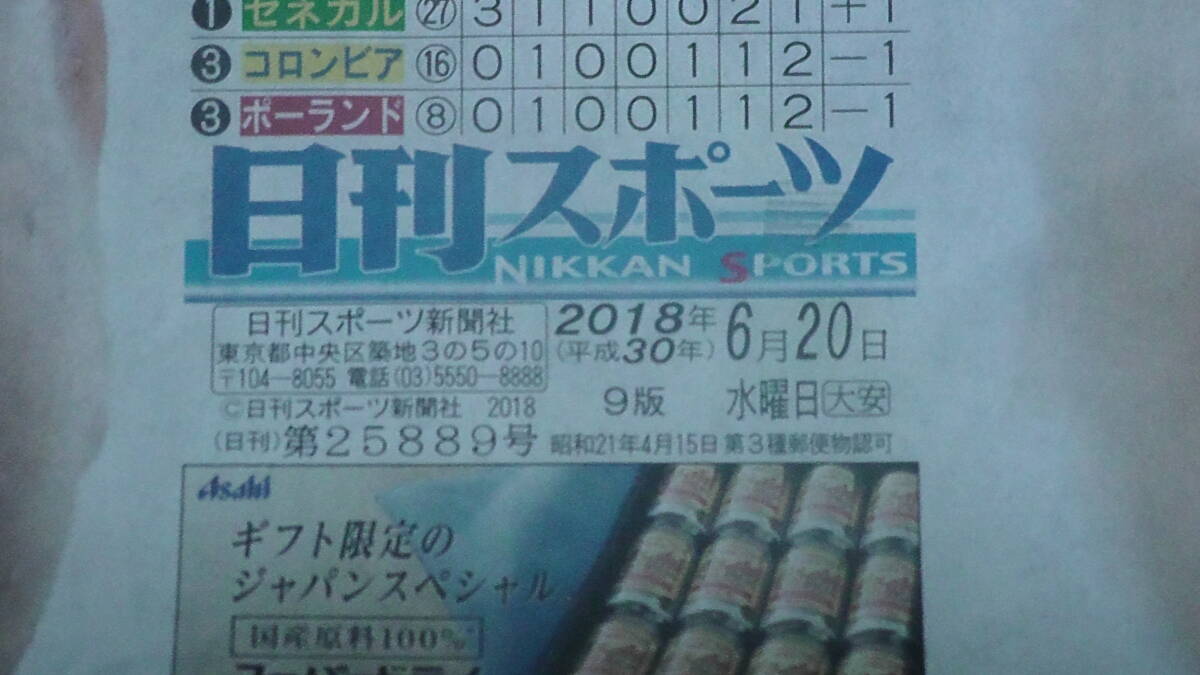 ❶ セネガル ㉗ 3 1 1 0 0 2 1 +1
❸ コロンビア ⑯ 0 1 0 0 1 1 2 −1
❸ ポーランド ⑧ 0 1 0 0 1 1 2 −1
日刊スポーツ
NIKKAN SPORTS
日刊スポーツ新聞社
東京都中央区築地3の5の10
〒104―8055 電話(03)5550―8888
©日刊スポーツ新聞社 2018
(日刊) 第25889号
2018年
(平成30年)
6月20日
9版 水曜日 大安
昭和21年4月15日 第3種郵便物認可
Asahi
ギフト限定の
ジャパンスペシャル
国産原料100%